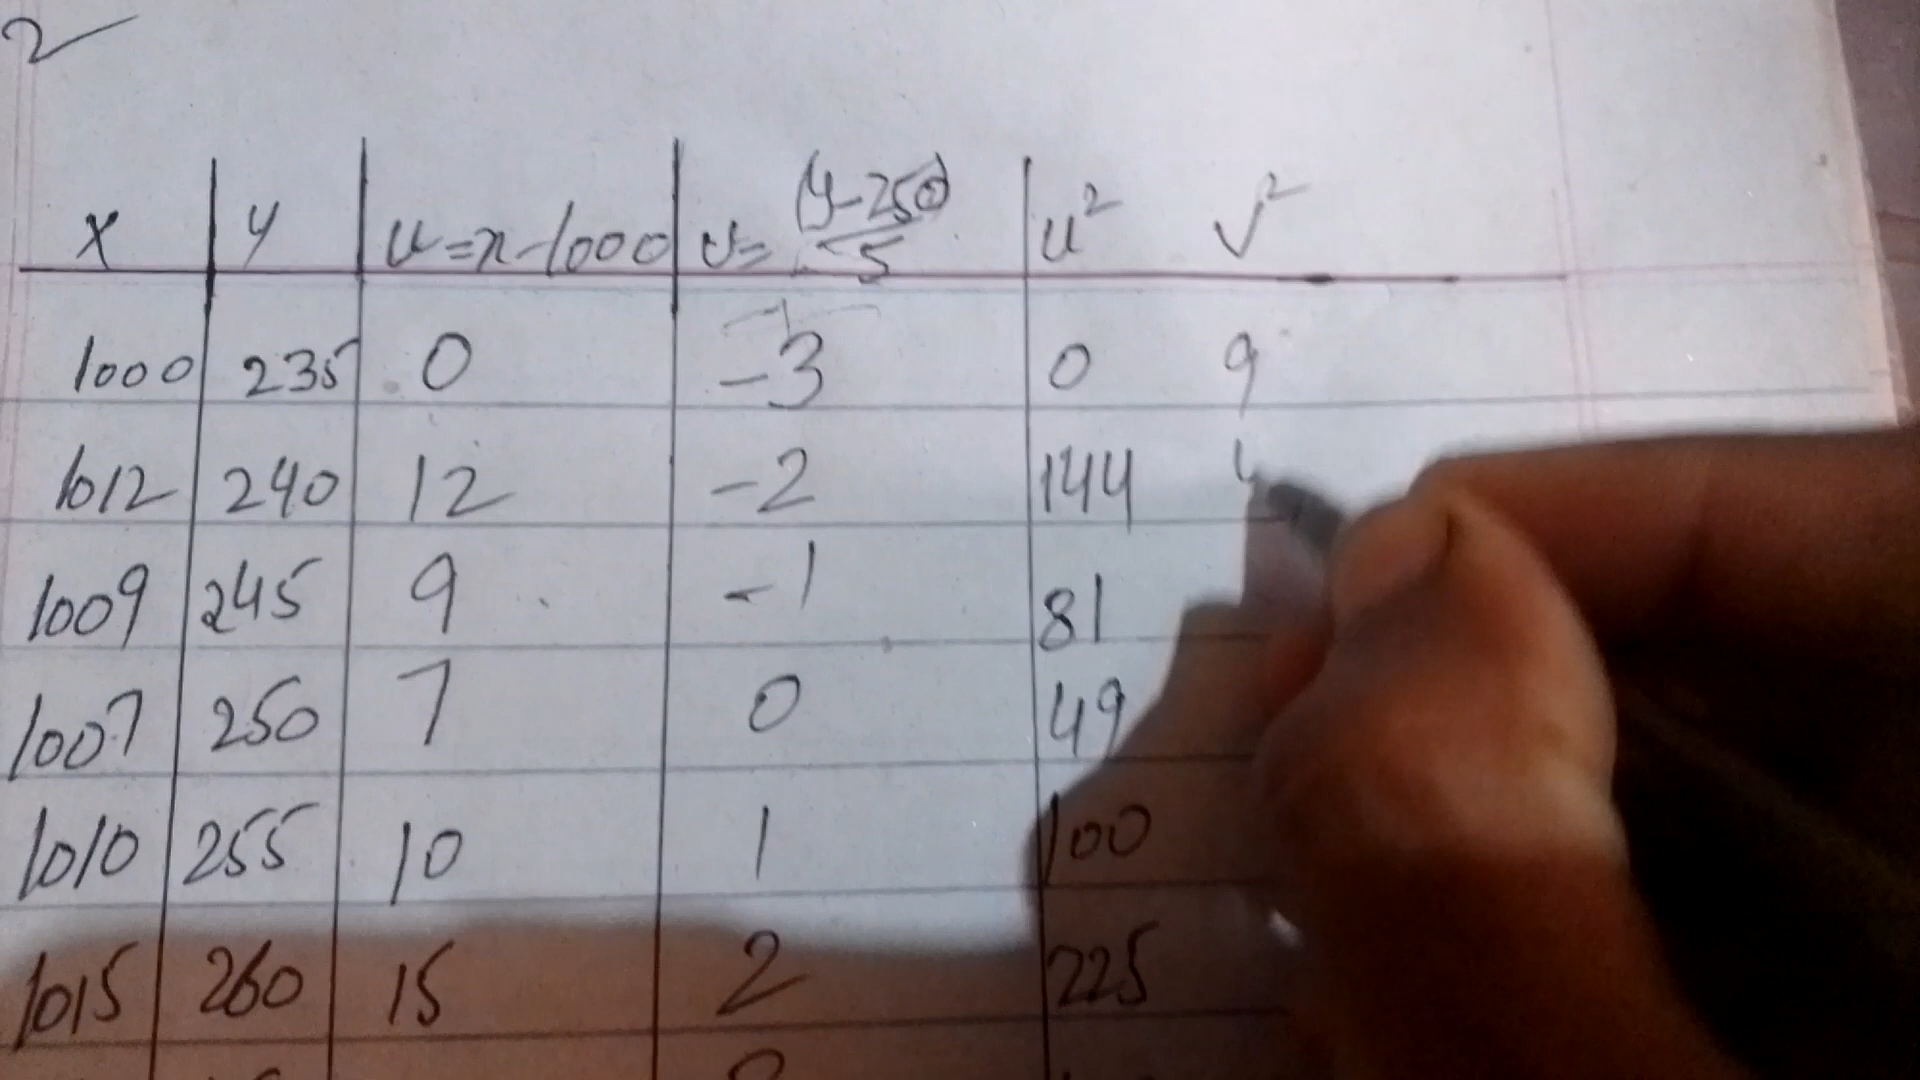 2
x y u=x-1000 v=(y-250)/5 u² v²
1000 235 0 -3 0 9
1012 240 12 -2 144 4
1009 245 9 -1 81
1007 250 7 0 49
1010 255 10 1 100
1015 260 15 2 225